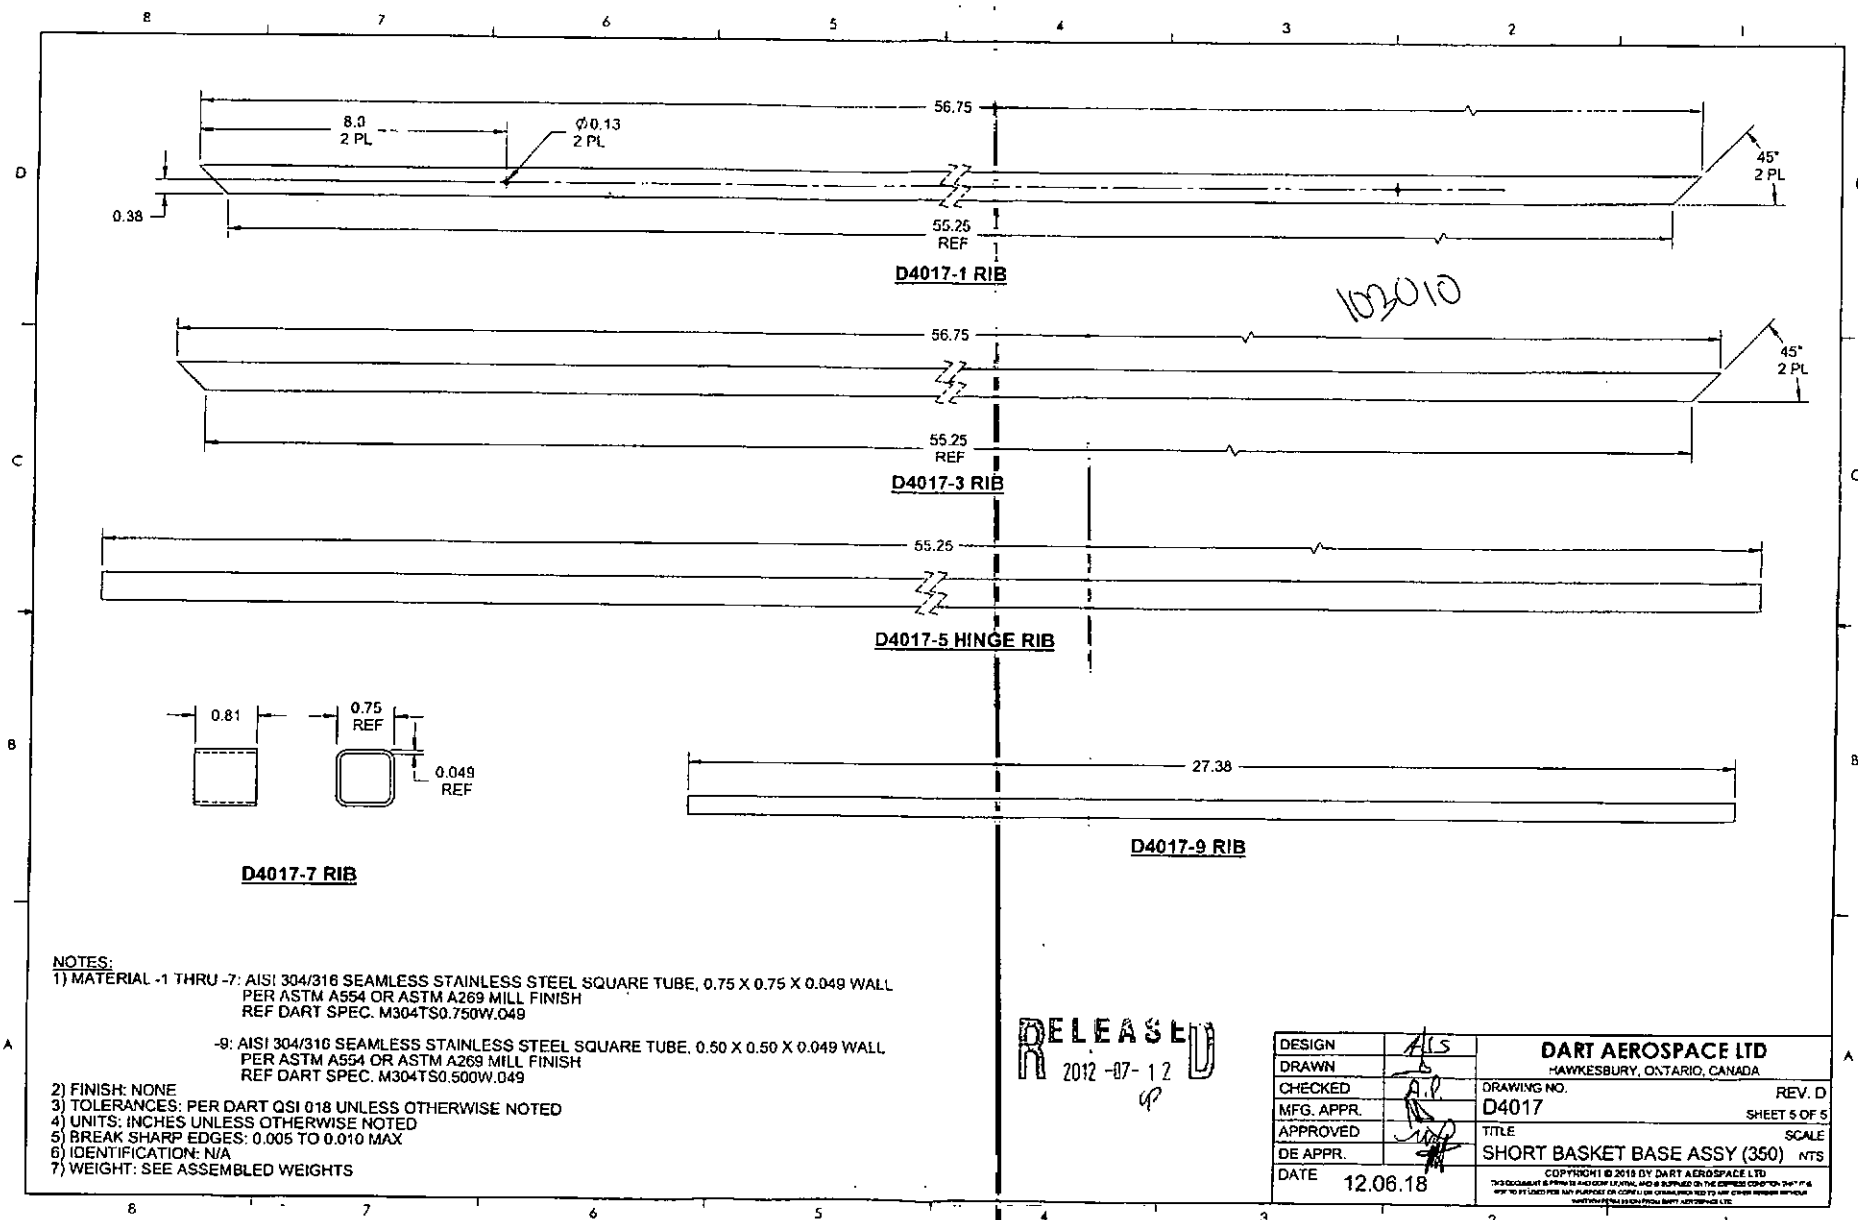 8 7 6 5 4 3 2 1
56.75
8.0
2 PL
Ø0.13
2 PL
D
45°
2 PL
0.38
55.25
REF
D4017-1 RIB
103010
56.75
45°
2 PL
55.25
REF
C
C
D4017-3 RIB
55.25
D4017-5 HINGE RIB
0.81
0.75
REF
B
B
0.049
REF
27.38
D4017-9 RIB
D4017-7 RIB
NOTES:
1) MATERIAL -1 THRU -7: AISI 304/316 SEAMLESS STAINLESS STEEL SQUARE TUBE, 0.75 X 0.75 X 0.049 WALL
PER ASTM A554 OR ASTM A269 MILL FINISH
REF DART SPEC. M304TS0.750W.049
-9: AISI 304/316 SEAMLESS STAINLESS STEEL SQUARE TUBE, 0.50 X 0.50 X 0.049 WALL
PER ASTM A554 OR ASTM A269 MILL FINISH
REF DART SPEC. M304TS0.500W.049
2) FINISH: NONE
3) TOLERANCES: PER DART QSI 018 UNLESS OTHERWISE NOTED
4) UNITS: INCHES UNLESS OTHERWISE NOTED
5) BREAK SHARP EDGES: 0.005 TO 0.010 MAX
6) IDENTIFICATION: N/A
7) WEIGHT: SEE ASSEMBLED WEIGHTS
A
A
RELEASED
2012-07-12
DESIGN
DRAWN
CHECKED A.P.
MFG. APPR.
APPROVED
DE APPR.
DATE 12.06.18
DART AEROSPACE LTD
HAWKESBURY, ONTARIO, CANADA
DRAWING NO. REV. D
D4017 SHEET 5 OF 5
TITLE SCALE
SHORT BASKET BASE ASSY (350) NTS
COPYRIGHT © 2010 BY DART AEROSPACE LTD
8 7 6 5 4 3 2